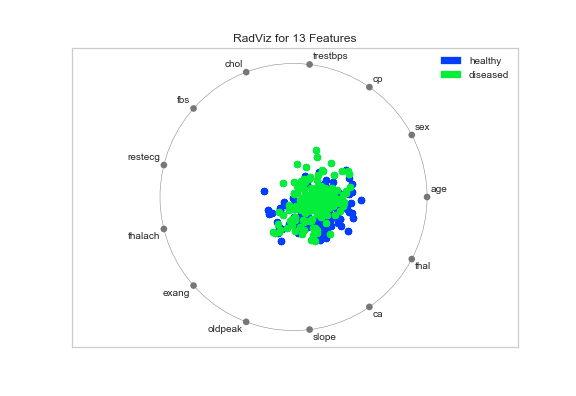 RadViz for 13 Features
healthy
diseased
trestbps
chol
cp
fbs
sex
restecg
age
thalach
thal
exang
ca
oldpeak
slope